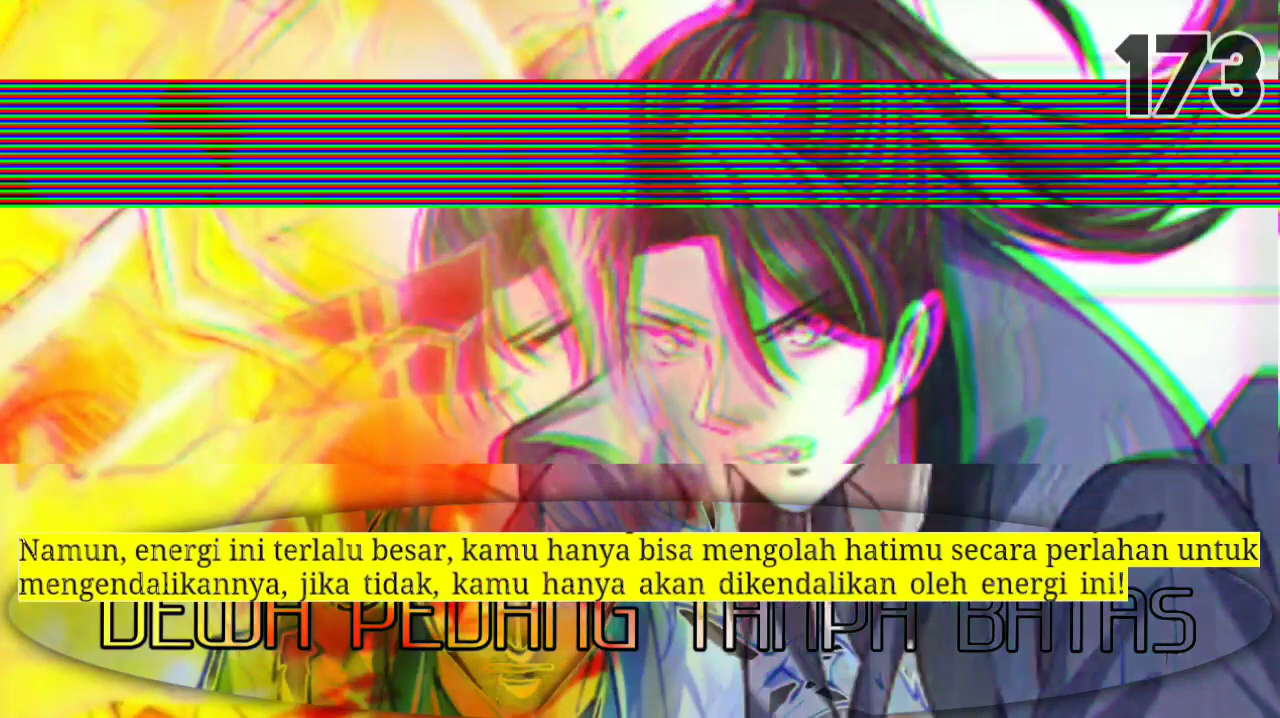 173
Namun, energi ini terlalu besar, kamu hanya bisa mengolah hatimu secara perlahan untuk
mengendalikannya, jika tidak, kamu hanya akan dikendalikan oleh energi ini!
DEWA PEDANG TANPA BATAS